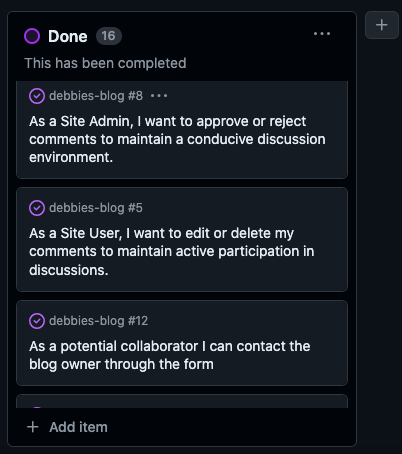 Done 16
This has been completed
debbies-blog #8
As a Site Admin, I want to approve or reject
comments to maintain a conducive discussion
environment.
debbies-blog #5
As a Site User, I want to edit or delete my
comments to maintain active participation in
discussions.
debbies-blog #12
As a potential collaborator I can contact the
blog owner through the form
+ Add item